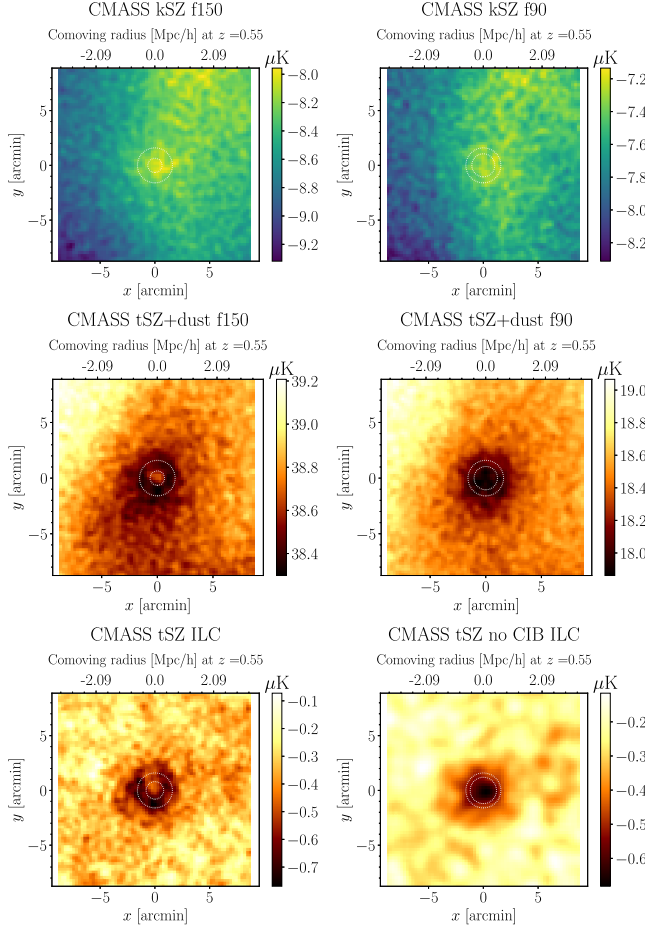 CMASS kSZ f150
Comoving radius [Mpc/h] at z =0.55
-2.09 0.0 2.09
μK
5
0
−5
y [arcmin]
−5 0 5
x [arcmin]
−8.0
−8.2
−8.4
−8.6
−8.8
−9.0
−9.2
CMASS kSZ f90
Comoving radius [Mpc/h] at z =0.55
-2.09 0.0 2.09
μK
5
0
−5
y [arcmin]
−5 0 5
x [arcmin]
−7.2
−7.4
−7.6
−7.8
−8.0
−8.2
CMASS tSZ+dust f150
Comoving radius [Mpc/h] at z =0.55
-2.09 0.0 2.09
μK
5
0
−5
y [arcmin]
−5 0 5
x [arcmin]
39.2
39.0
38.8
38.6
38.4
CMASS tSZ+dust f90
Comoving radius [Mpc/h] at z =0.55
-2.09 0.0 2.09
μK
5
0
−5
y [arcmin]
−5 0 5
x [arcmin]
19.0
18.8
18.6
18.4
18.2
18.0
CMASS tSZ ILC
Comoving radius [Mpc/h] at z =0.55
-2.09 0.0 2.09
μK
5
0
−5
y [arcmin]
−5 0 5
x [arcmin]
−0.1
−0.2
−0.3
−0.4
−0.5
−0.6
−0.7
CMASS tSZ no CIB ILC
Comoving radius [Mpc/h] at z =0.55
-2.09 0.0 2.09
μK
5
0
−5
y [arcmin]
−5 0 5
x [arcmin]
−0.2
−0.3
−0.4
−0.5
−0.6